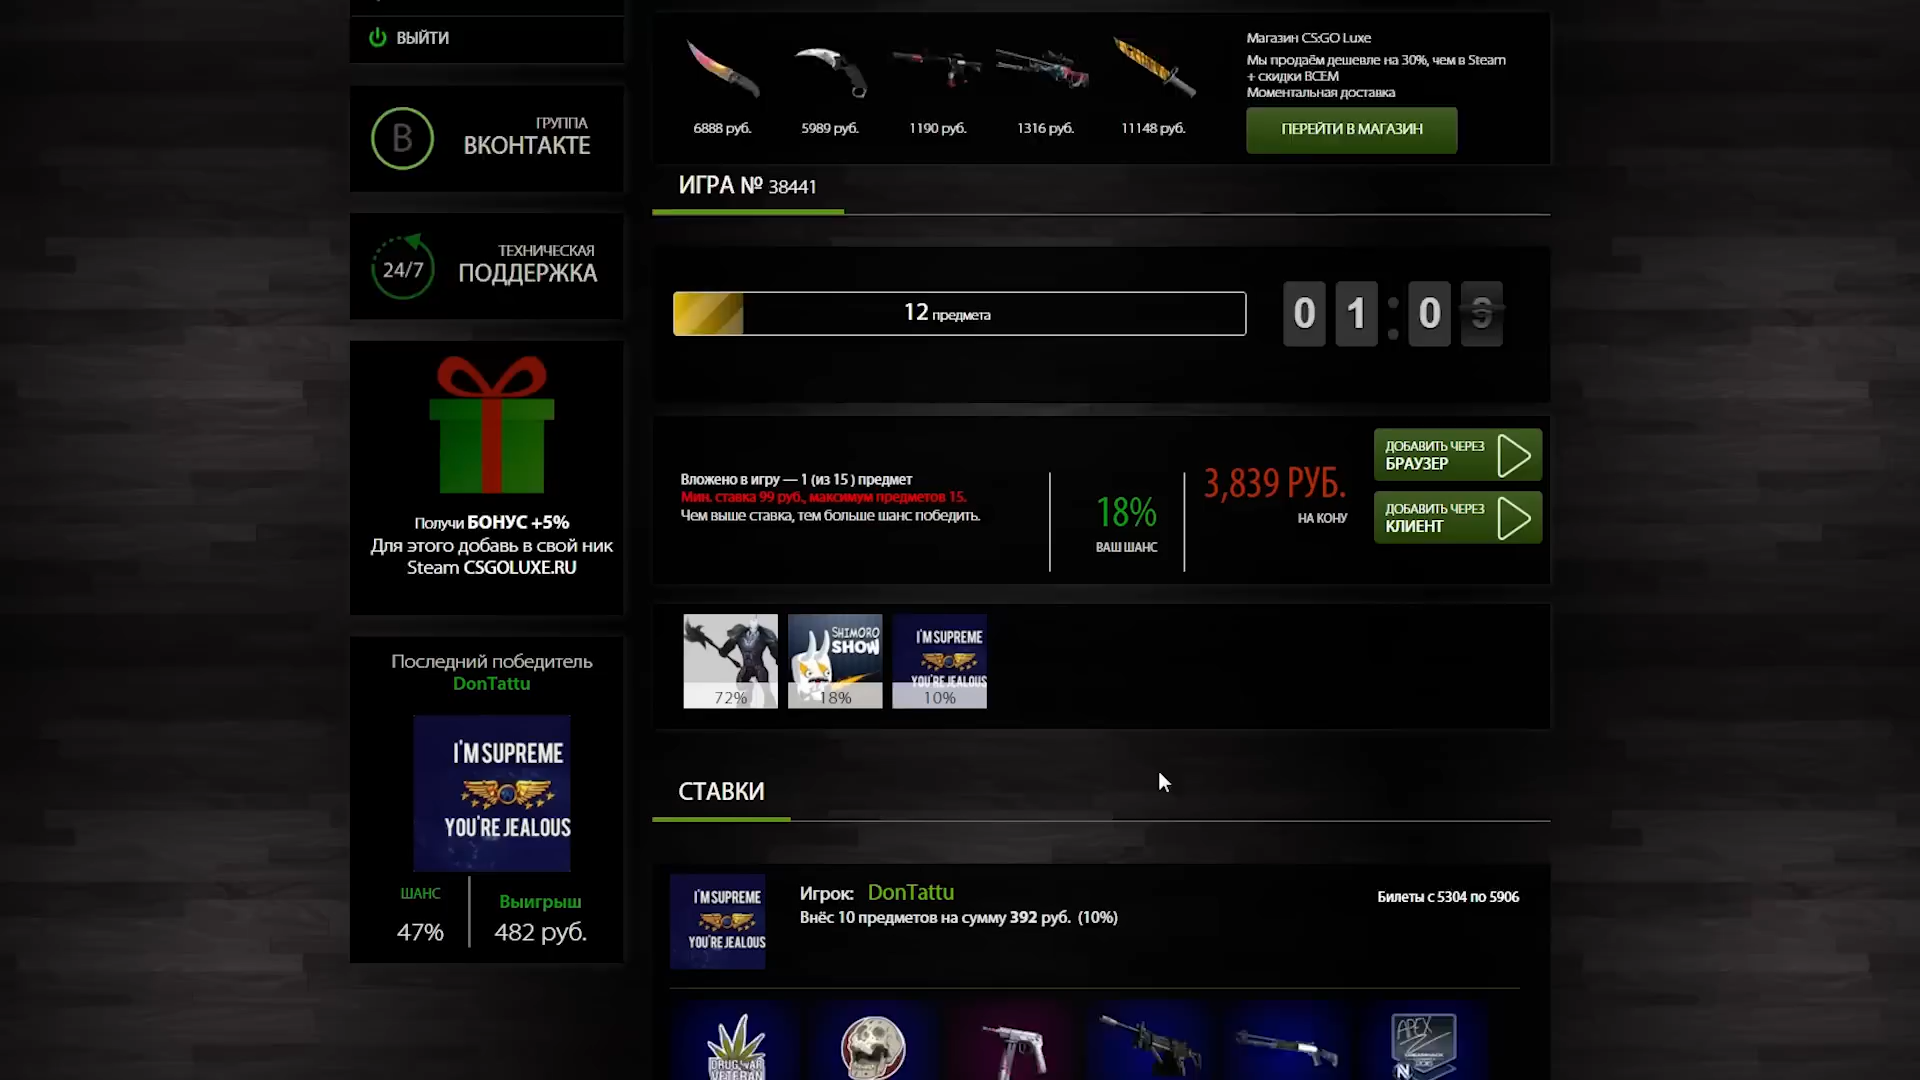 ВЫЙТИ
ГРУППА
ВКОНТАКТЕ
B
24/7
ТЕХНИЧЕСКАЯ
ПОДДЕРЖКА
Получи БОНУС +5%
Для этого добавь в свой ник
Steam CSGOLUXE.RU
Последний победитель
DonTattu
I'M SUPREME
YOU'RE JEALOUS
ШАНС
47%
Выигрыш
482 руб.
6888 руб.
5989 руб.
1190 руб.
1316 руб.
11148 руб.
Магазин CS:GO Luxe
Мы продаём дешевле на 30%, чем в Steam
+ скидки ВСЕМ
Моментальная доставка
ПЕРЕЙТИ В МАГАЗИН
ИГРА № 38441
12 предмета
01:0
Вложено в игру — 1 (из 15 ) предмет
Мин. ставка 99 руб., максимум предметов 15.
Чем выше ставка, тем больше шанс победить.
18%
ВАШ ШАНС
3,839 РУБ.
НА КОНУ
ДОБАВИТЬ ЧЕРЕЗ
БРАУЗЕР
ДОБАВИТЬ ЧЕРЕЗ
КЛИЕНТ
72%
SHIMORO
SHOW
18%
I'M SUPREME
YOU'RE JEALOUS
10%
СТАВКИ
I'M SUPREME
YOU'RE JEALOUS
Игрок: DonTattu
Внёс 10 предметов на сумму 392 руб. (10%)
Билеты с 5304 по 5906
DRUG WAR
VETERAN
APEX